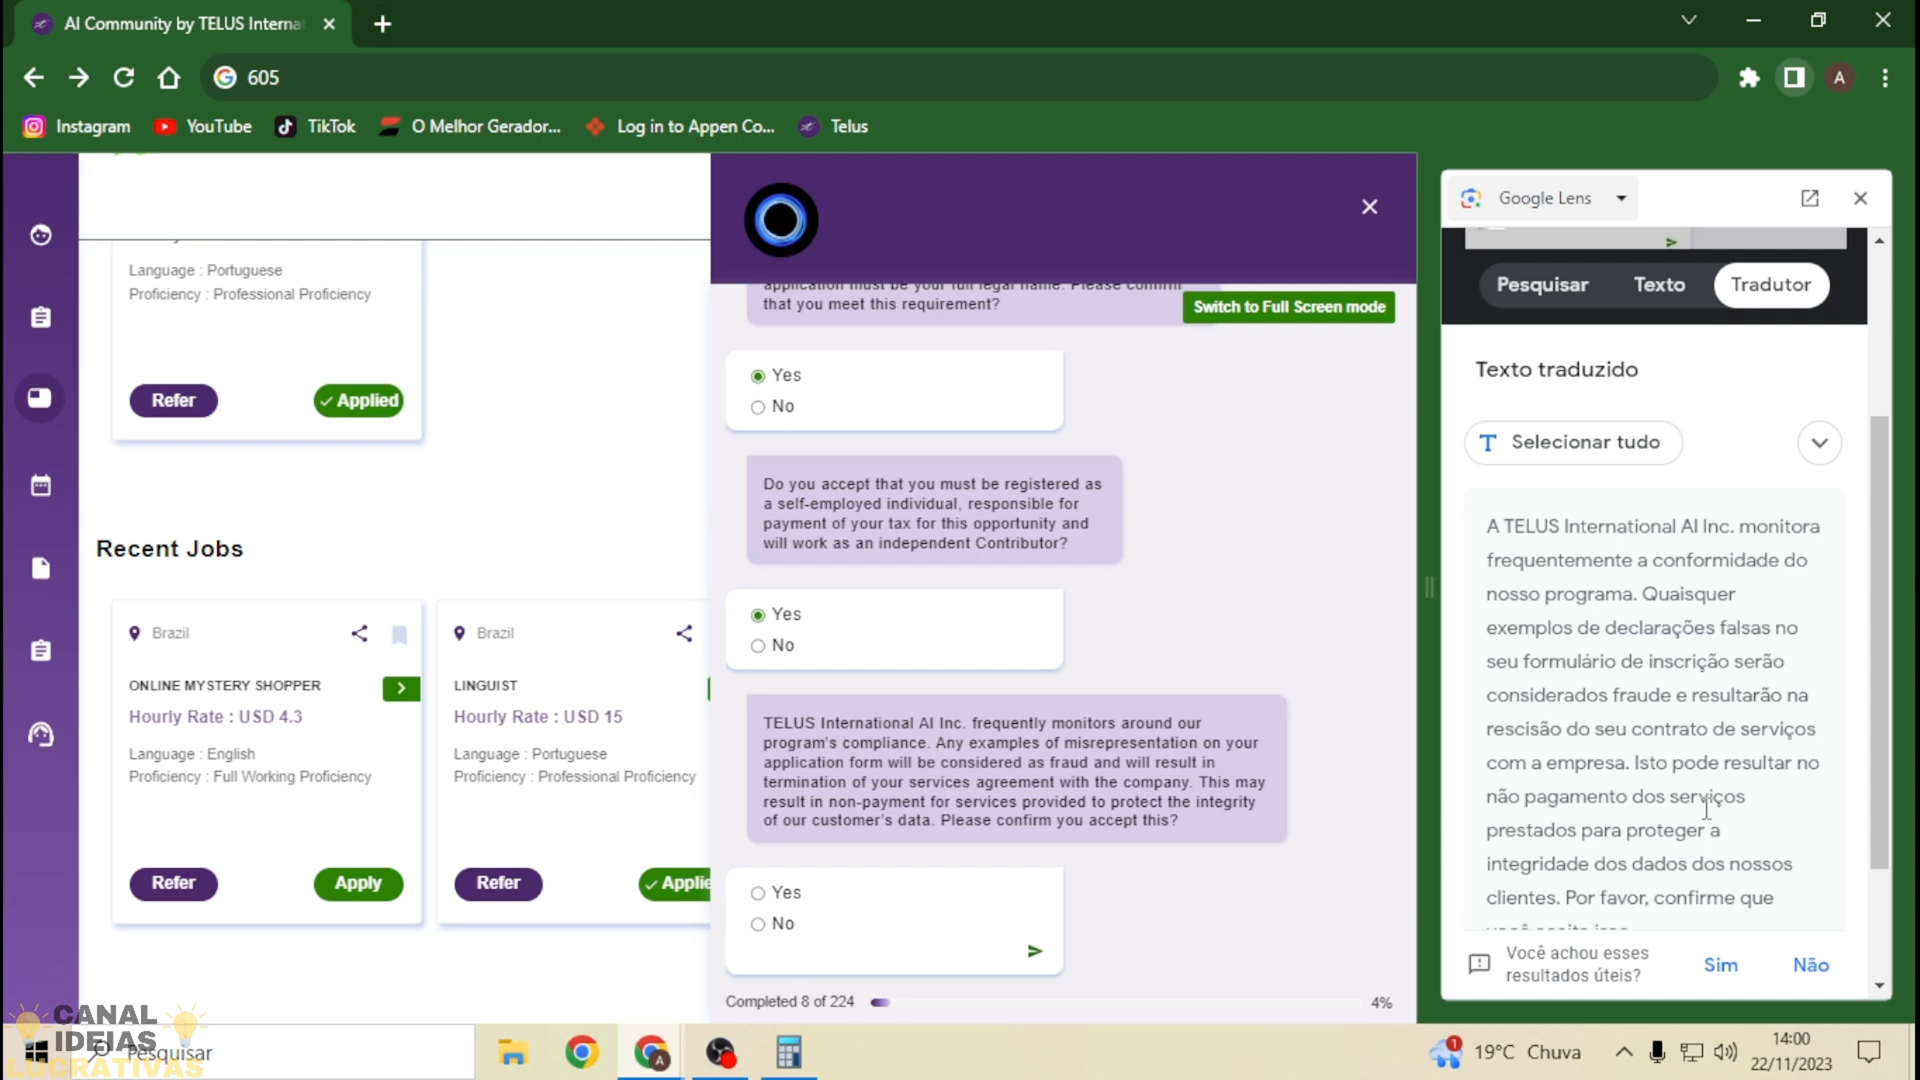 AI Community by TELUS Interna
605
Instagram
YouTube
TikTok
O Melhor Gerador...
Log in to Appen Co...
Telus
Language : Portuguese
Proficiency : Professional Proficiency
Refer
Applied
Recent Jobs
Brazil
ONLINE MYSTERY SHOPPER
Hourly Rate : USD 4.3
Language : English
Proficiency : Full Working Proficiency
Refer
Apply
Brazil
LINGUIST
Hourly Rate : USD 15
Language : Portuguese
Proficiency : Professional Proficiency
Refer
Applie
application must be your full legal name. Please confirm
that you meet this requirement?
Switch to Full Screen mode
Yes
No
Do you accept that you must be registered as
a self-employed individual, responsible for
payment of your tax for this opportunity and
will work as an independent Contributor?
Yes
No
TELUS International AI Inc. frequently monitors around our
program's compliance. Any examples of misrepresentation on your
application form will be considered as fraud and will result in
termination of your services agreement with the company. This may
result in non-payment for services provided to protect the integrity
of our customer's data. Please confirm you accept this?
Yes
No
Completed 8 of 224
4%
Google Lens
Pesquisar
Texto
Tradutor
Texto traduzido
Selecionar tudo
A TELUS International AI Inc. monitora
frequentemente a conformidade do
nosso programa. Quaisquer
exemplos de declarações falsas no
seu formulário de inscrição serão
considerados fraude e resultarão na
rescisão do seu contrato de serviços
com a empresa. Isto pode resultar no
não pagamento dos serviços
prestados para proteger a
integridade dos dados dos nossos
clientes. Por favor, confirme que
Você achou esses
resultados úteis?
Sim
Não
CANAL
IDEIAS
LUCRATIVAS
Pesquisar
A
A
1
19°C Chuva
14:00
22/11/2023